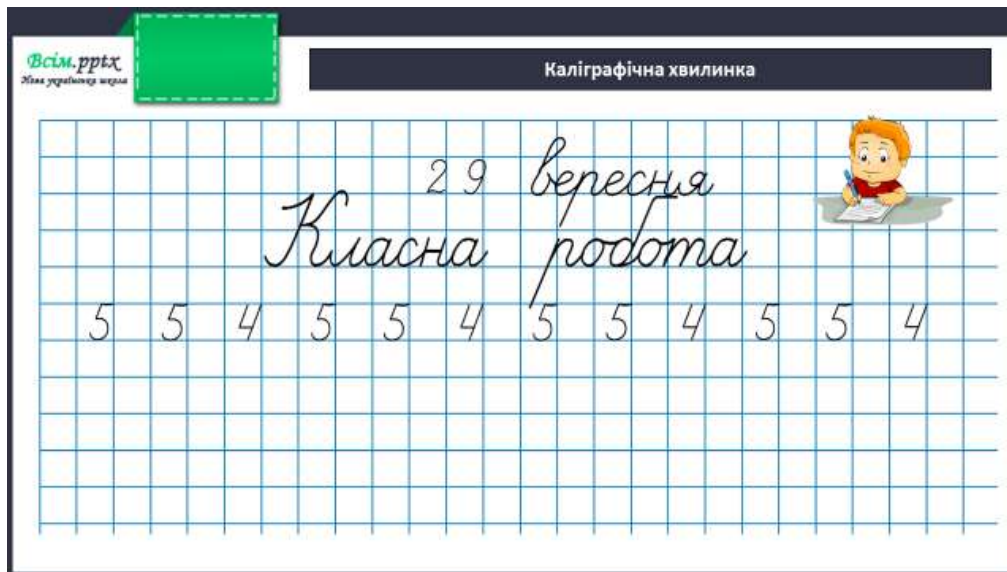 Всім.pptx
Нова українська школа
Каліграфічна хвилинка
29 вересня
Класна робота
5 5 4 5 5 4 5 5 4 5 5 4